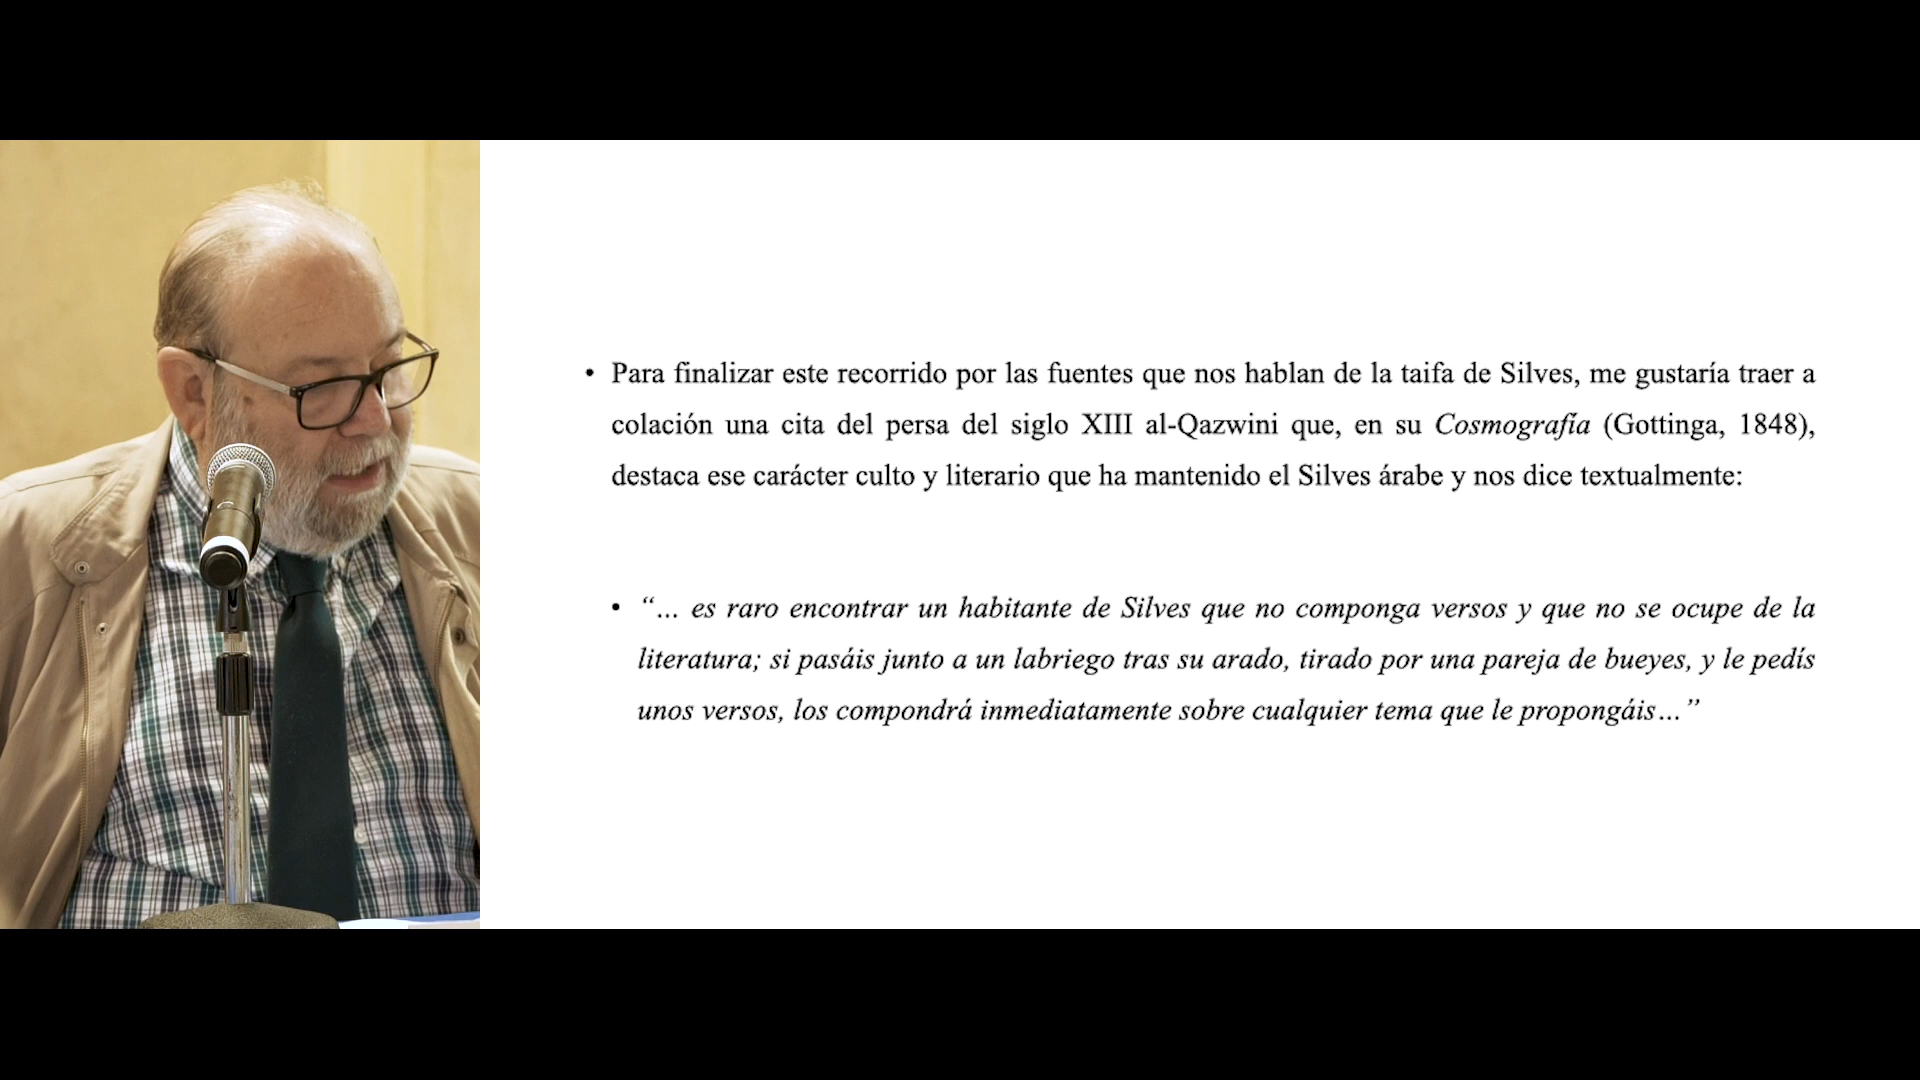 • Para finalizar este recorrido por las fuentes que nos hablan de la taifa de Silves, me gustaría traer a
colación una cita del persa del siglo XIII al-Qazwini que, en su Cosmografía (Gottinga, 1848),
destaca ese carácter culto y literario que ha mantenido el Silves árabe y nos dice textualmente:
• “... es raro encontrar un habitante de Silves que no componga versos y que no se ocupe de la
literatura; si pasáis junto a un labriego tras su arado, tirado por una pareja de bueyes, y le pedís
unos versos, los compondrá inmediatamente sobre cualquier tema que le propongáis…”